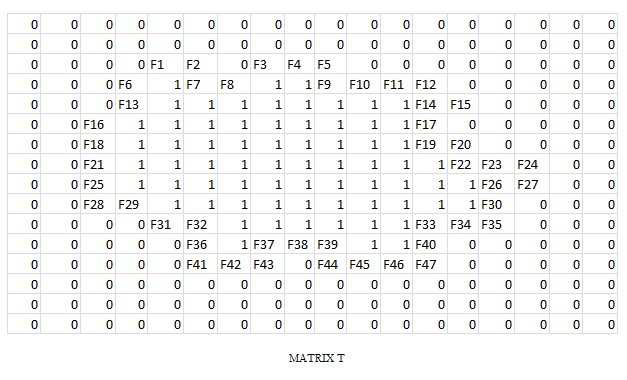 0 0 0 0 0 0 0 0 0 0 0 0 0 0 0 0 0 0
0 0 0 0 0 0 0 0 0 0 0 0 0 0 0 0 0 0
0 0 0 0 F1 F2 0 F3 F4 F5 0 0 0 0 0 0 0 0
0 0 0 F6 1 F7 F8 1 1 F9 F10 F11 F12 0 0 0 0 0
0 0 0 F13 1 1 1 1 1 1 1 1 F14 F15 0 0 0 0
0 0 F16 1 1 1 1 1 1 1 1 1 F17 0 0 0 0 0
0 0 F18 1 1 1 1 1 1 1 1 1 F19 F20 0 0 0 0
0 0 F21 1 1 1 1 1 1 1 1 1 1 F22 F23 F24 0 0
0 0 F25 1 1 1 1 1 1 1 1 1 1 1 F26 F27 0 0
0 0 F28 F29 1 1 1 1 1 1 1 1 1 1 F30 0 0 0
0 0 0 0 F31 F32 1 1 1 1 1 1 F33 F34 F35 0 0 0
0 0 0 0 0 F36 1 F37 F38 F39 1 1 F40 0 0 0 0 0
0 0 0 0 0 F41 F42 F43 0 F44 F45 F46 F47 0 0 0 0 0
0 0 0 0 0 0 0 0 0 0 0 0 0 0 0 0 0 0
0 0 0 0 0 0 0 0 0 0 0 0 0 0 0 0 0 0
0 0 0 0 0 0 0 0 0 0 0 0 0 0 0 0 0 0
MATRIX T